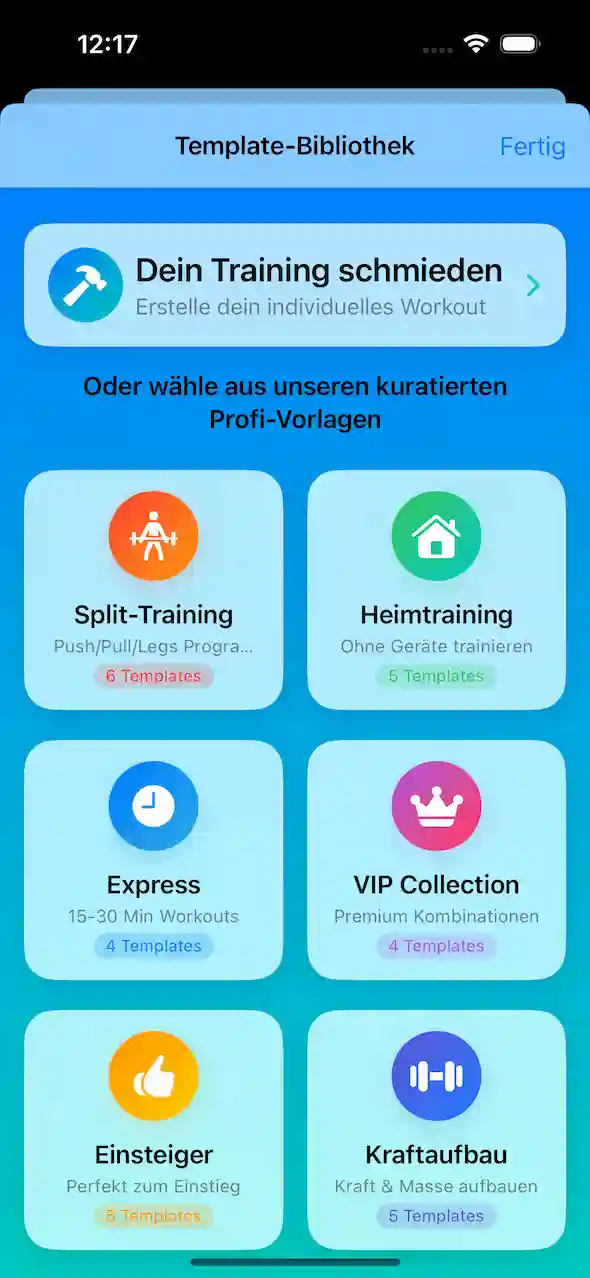 12:17
Template-Bibliothek
Fertig
Dein Training schmieden
Erstelle dein individuelles Workout
Oder wähle aus unseren kuratierten
Profi-Vorlagen
Split-Training
Push/Pull/Legs Progra...
6 Templates
Heimtraining
Ohne Geräte trainieren
5 Templates
Express
15-30 Min Workouts
4 Templates
VIP Collection
Premium Kombinationen
4 Templates
Einsteiger
Perfekt zum Einstieg
5 Templates
Kraftaufbau
Kraft & Masse aufbauen
5 Templates